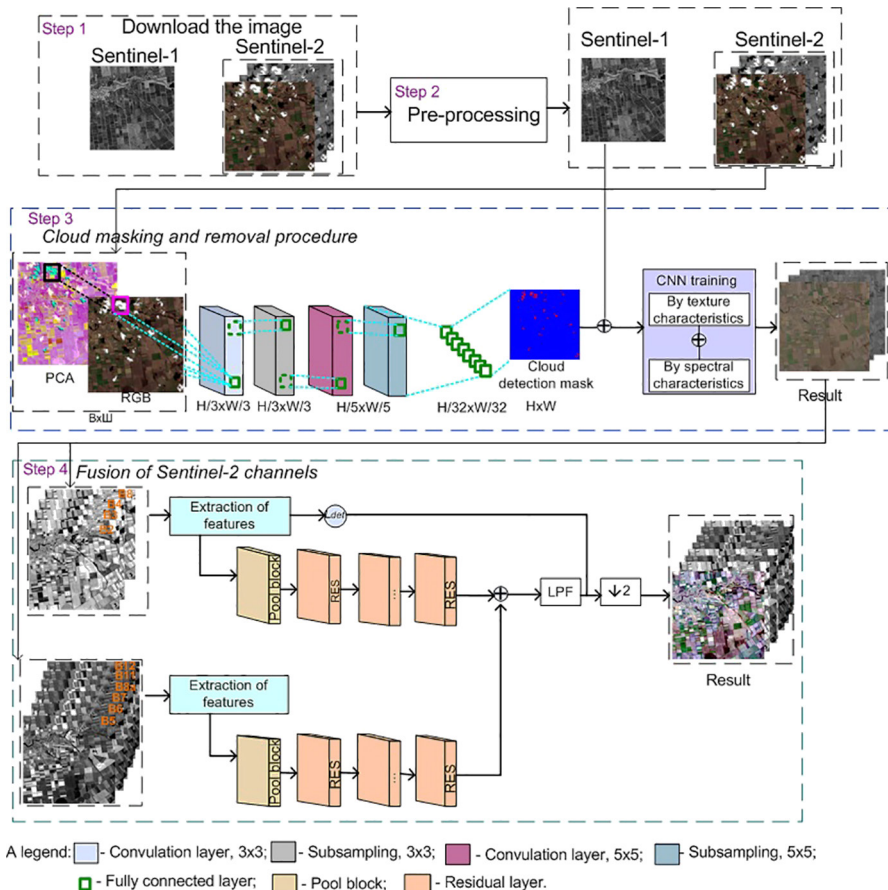 Step 1
Download the image
Sentinel-1
Sentinel-2
Step 2
Pre-processing
Sentinel-1
Sentinel-2
Step 3
Cloud masking and removal procedure
PCA
RGB
ВхШ
H/3xW/3
H/3xW/3
H/5xW/5
H/32xW/32
Cloud
detection mask
HxW
CNN training
By texture
characteristics
By spectral
characteristics
Result
Step 4
Fusion of Sentinel-2 channels
B8
B4
B3
B2
Extraction of
features
Ldet
Pool block
RES
...
RES
LPF
2
Result
B12
B11
B8a
B7
B6
B5
Extraction of
features
Pool block
RES
...
RES
A legend: - Convulation layer, 3x3; - Subsampling, 3x3; - Convulation layer, 5x5; - Subsampling, 5x5;
- Fully connected layer; - Pool block; - Residual layer.